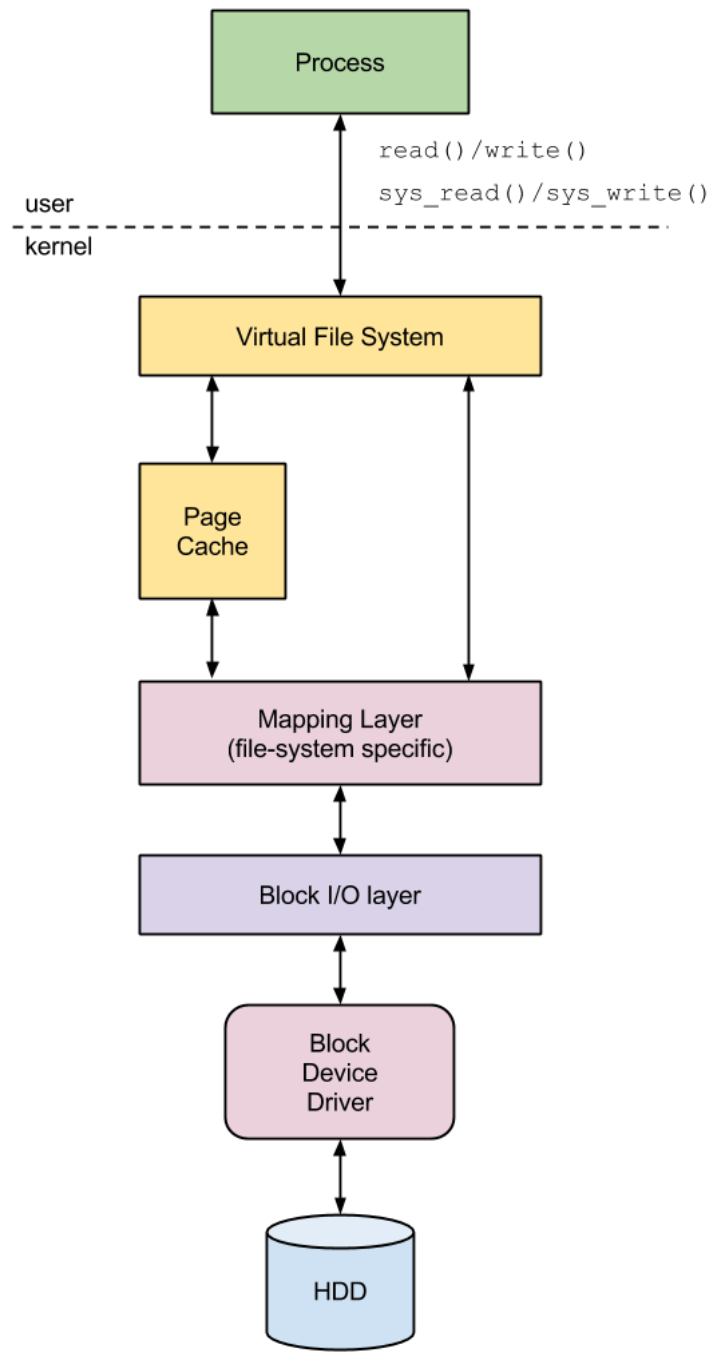 Process
read()/write()
sys_read()/sys_write()
user
kernel
Virtual File System
Page
Cache
Mapping Layer
(file-system specific)
Block I/O layer
Block
Device
Driver
HDD